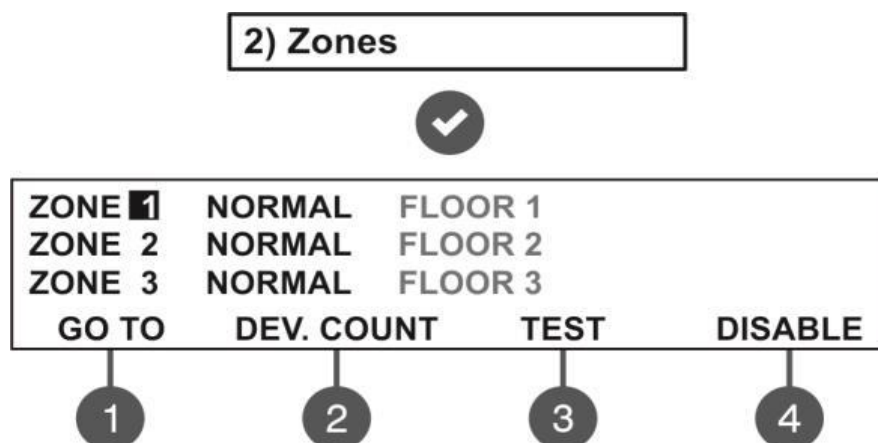 2) Zones
ZONE 1 NORMAL FLOOR 1
ZONE 2 NORMAL FLOOR 2
ZONE 3 NORMAL FLOOR 3
GO TO DEV. COUNT TEST DISABLE
1 2 3 4